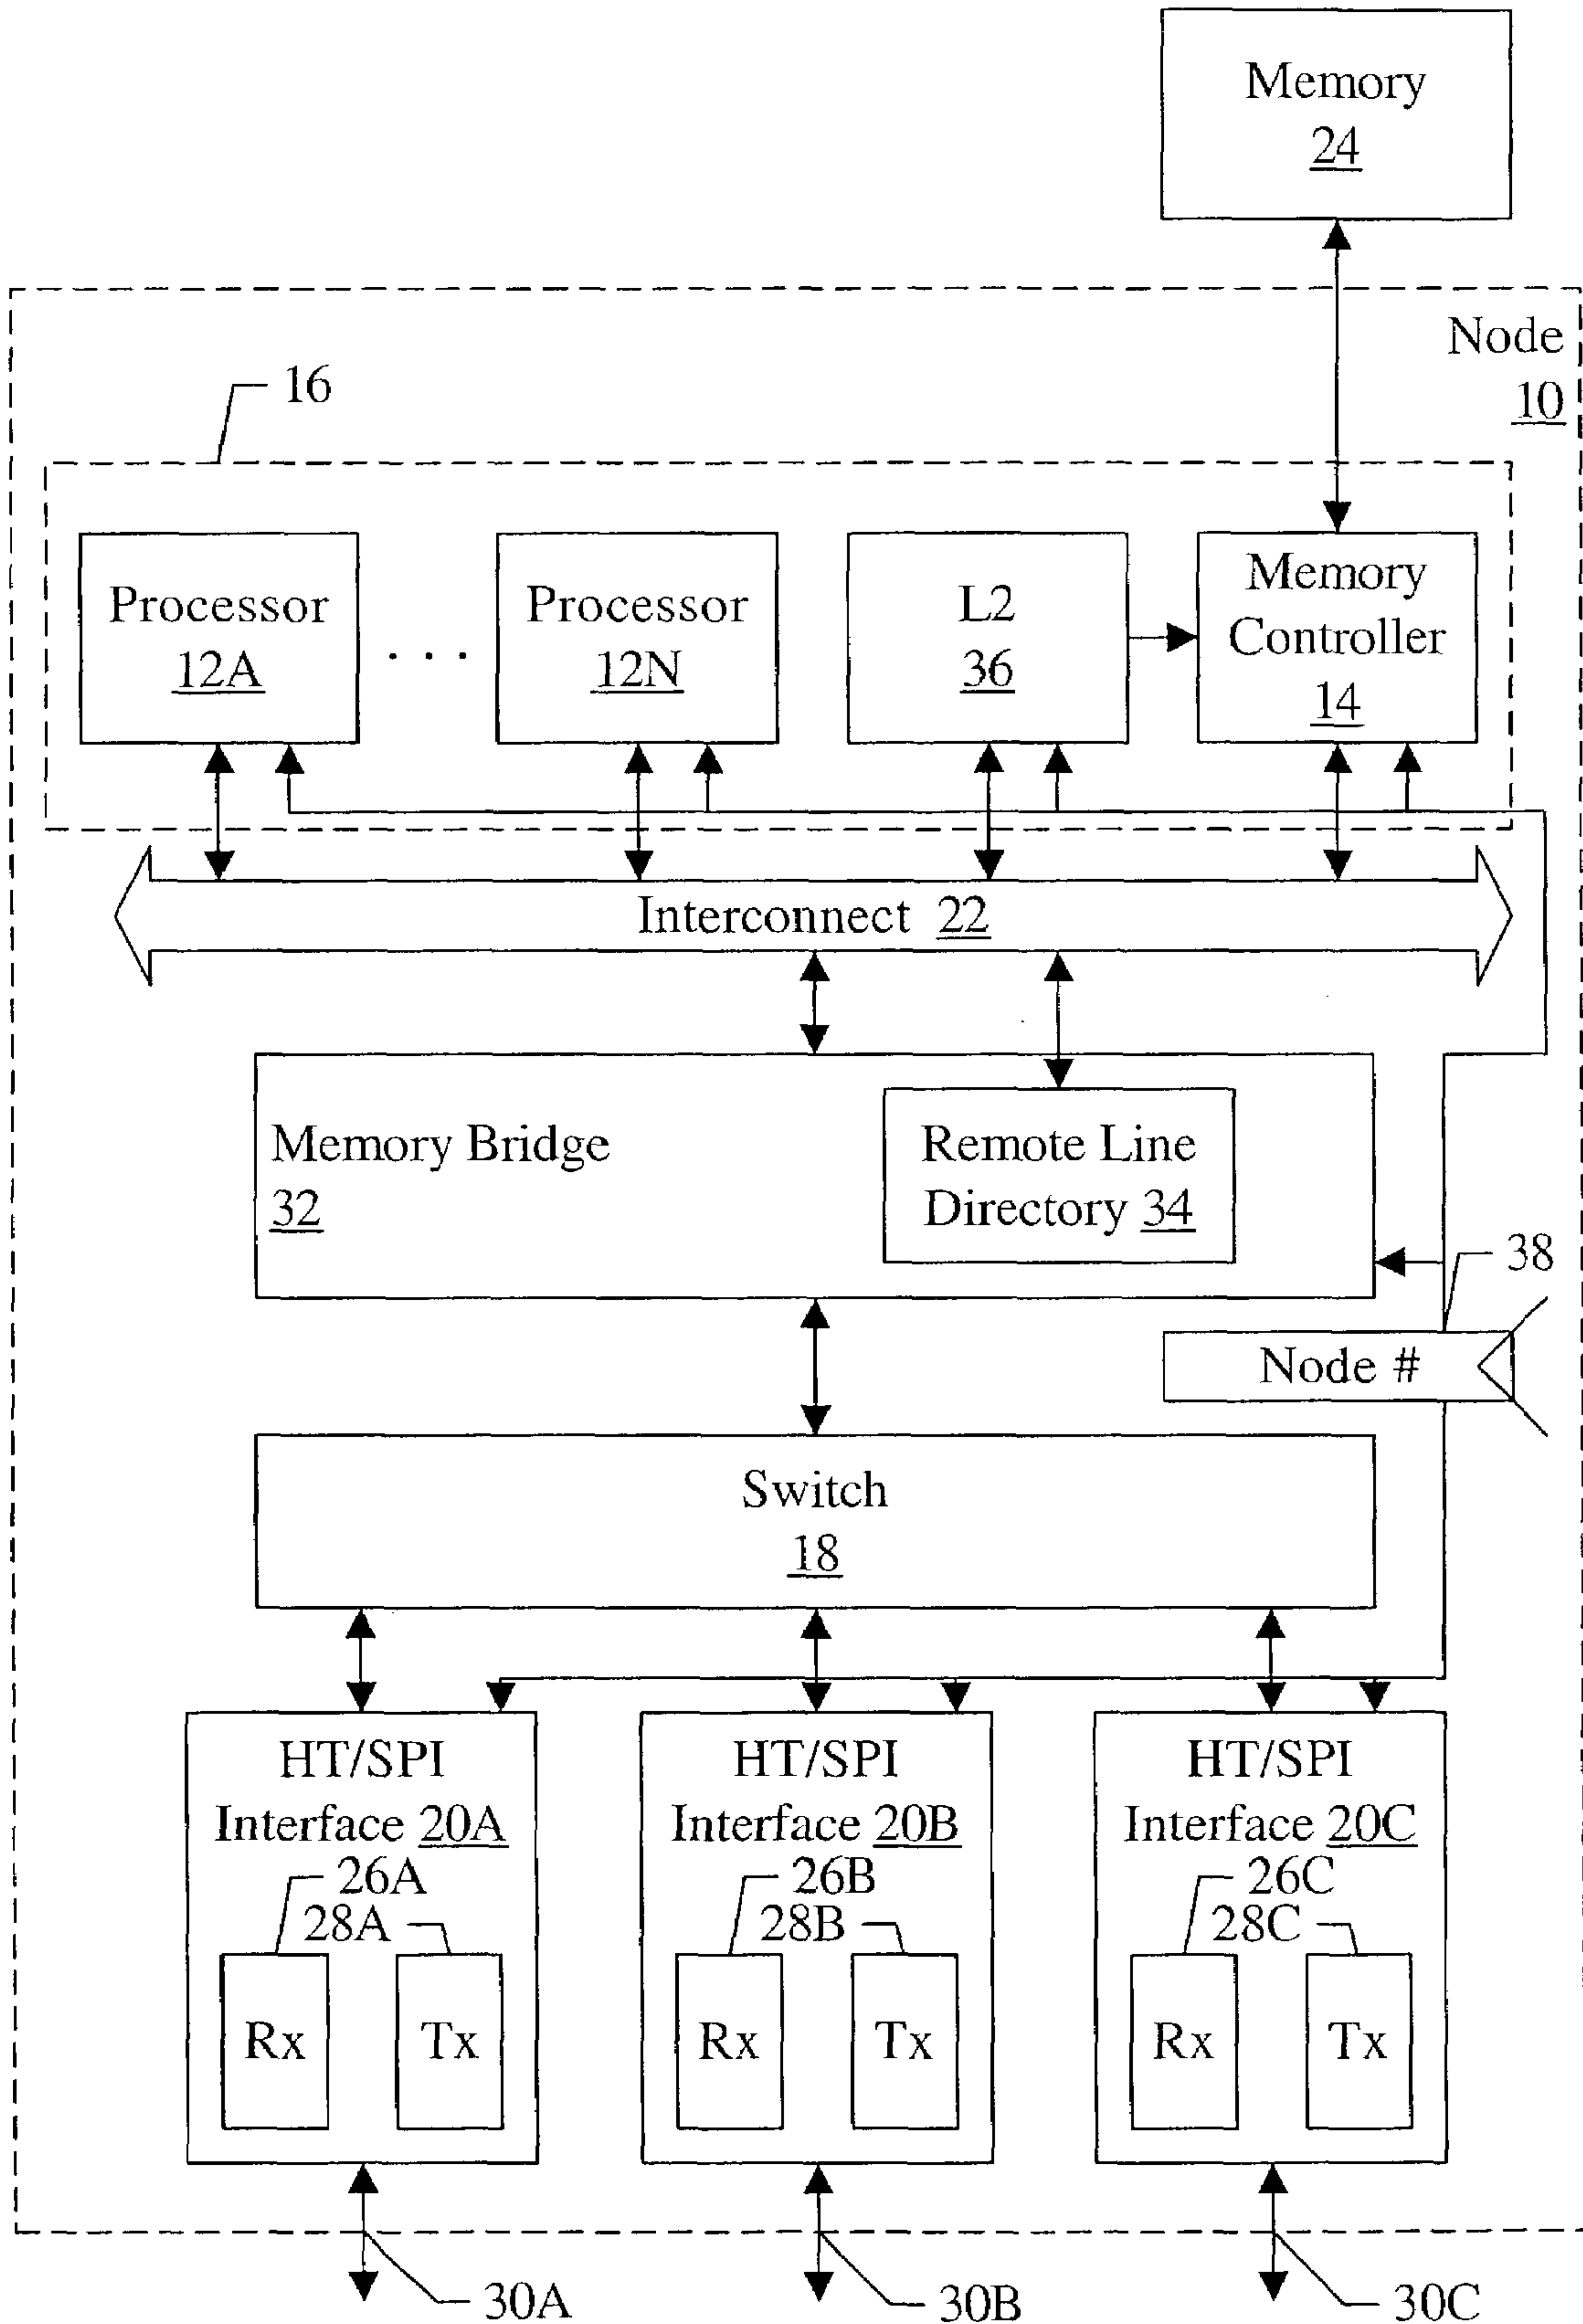 Memory
24
Node
10
16
Processor
12A
. . .
Processor
12N
L2
36
Memory
Controller
14
Interconnect 22
Memory Bridge
32
Remote Line
Directory 34
38
Node #
Switch
18
HT/SPI
Interface 20A
26A
28A
Rx
Tx
HT/SPI
Interface 20B
26B
28B
Rx
Tx
HT/SPI
Interface 20C
26C
28C
Rx
Tx
30A
30B
30C